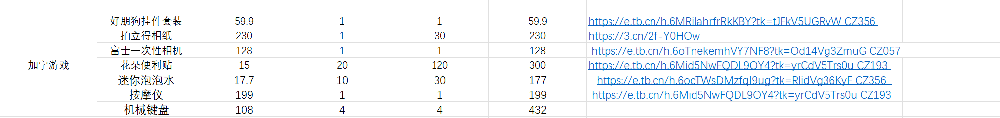 好朋狗挂件套装 59.9 1 1 59.9 https://e.tb.cn/h.6MRilahrfrRkKBY?tk=tJFkV5UGRvW CZ356
拍立得相纸 230 1 30 230 https://3.cn/2f-Y0HOw
富士一次性相机 128 1 1 128 https://e.tb.cn/h.6oTnekemhVY7NF8?tk=Od14Vg3ZmuG CZ057
加字游戏 花朵便利贴 15 20 120 300 https://e.tb.cn/h.6Mid5NwFQDL9OY4?tk=yrCdV5Trs0u CZ193
迷你泡泡水 17.7 10 30 177 https://e.tb.cn/h.6ocTWsDMzfqI9ug?tk=RlidVg36KyF CZ356
按摩仪 199 1 1 199 https://e.tb.cn/h.6Mid5NwFQDL9OY4?tk=yrCdV5Trs0u CZ193
机械键盘 108 4 4 432